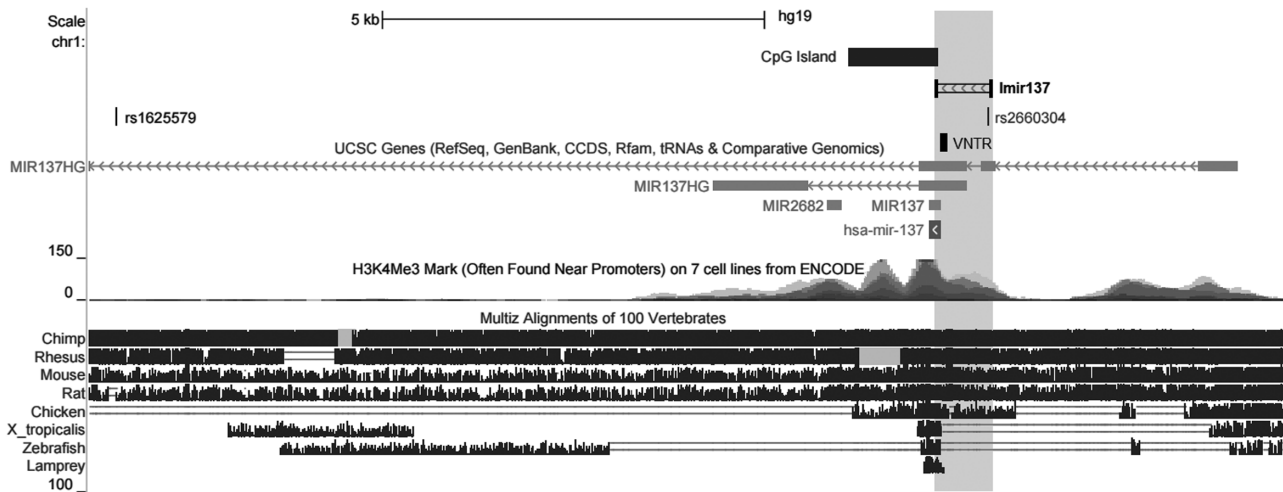 Scale 5 kb hg19
chr1:
CpG Island
Imir137
rs1625579 rs2660304
VNTR
UCSC Genes (RefSeq, GenBank, CCDS, Rfam, tRNAs & Comparative Genomics)
MIR137HG
MIR137HG
MIR2682 MIR137
hsa-mir-137
150
H3K4Me3 Mark (Often Found Near Promoters) on 7 cell lines from ENCODE
0
Multiz Alignments of 100 Vertebrates
Chimp
Rhesus
Mouse
Rat
Chicken
X_tropicalis
Zebrafish
Lamprey
100